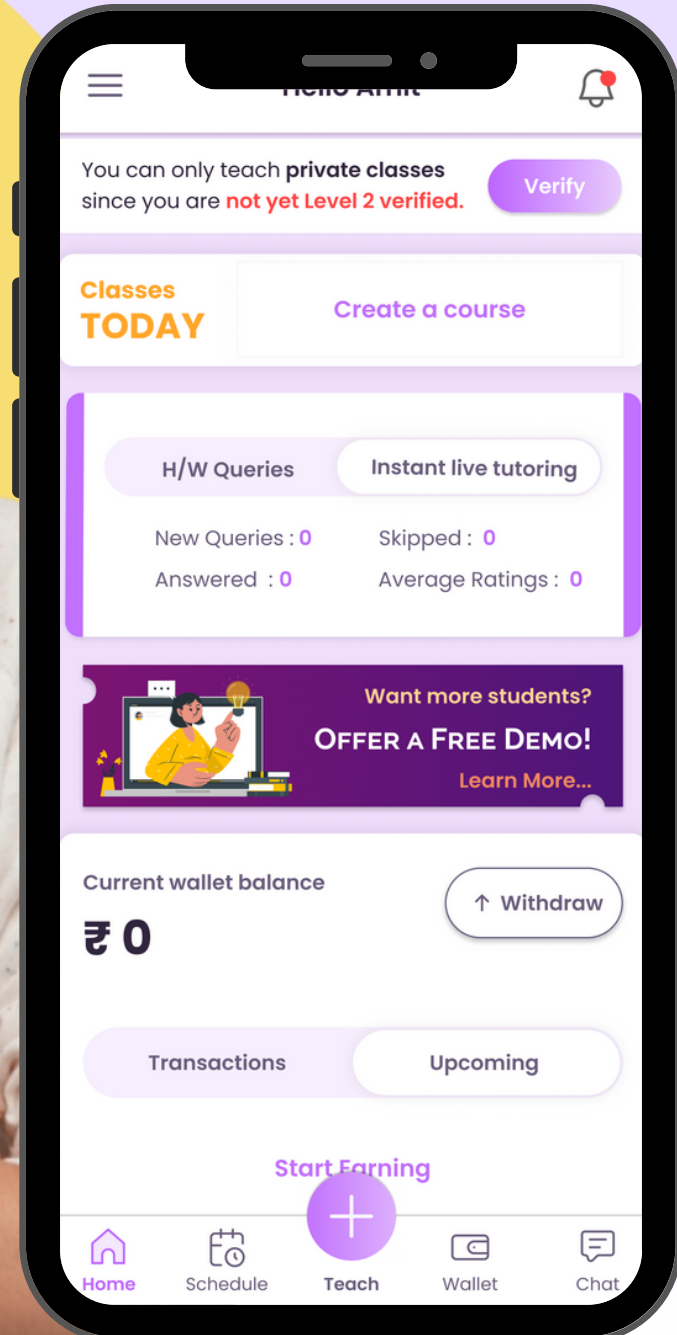 Hello Amit
You can only teach private classes
since you are not yet Level 2 verified.
Verify
Classes
TODAY
Create a course
H/W Queries
Instant live tutoring
New Queries : 0
Skipped : 0
Answered : 0
Average Ratings : 0
Want more students?
OFFER A FREE DEMO!
Learn More...
Current wallet balance
₹ 0
↑ Withdraw
Transactions
Upcoming
Start Earning
Home
Schedule
Teach
Wallet
Chat